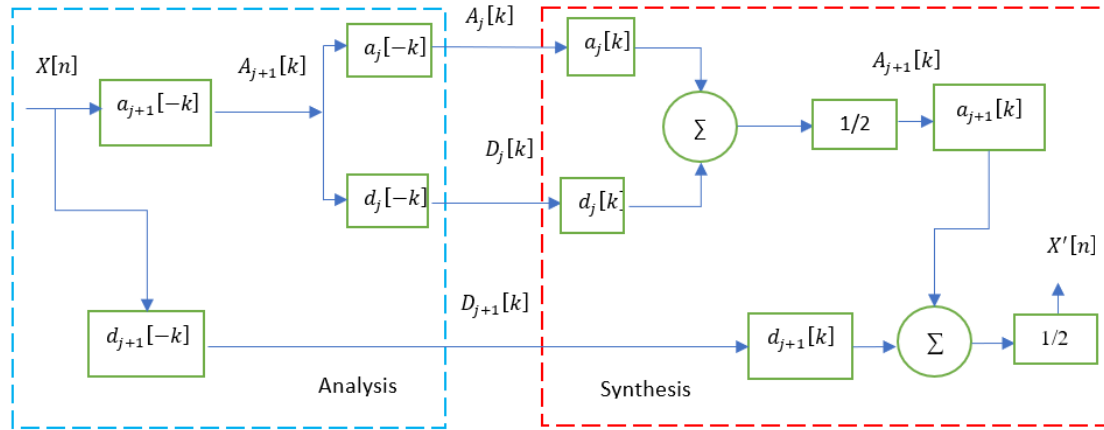 A_j[k]
X[n]
A_{j+1}[k]
a_j[−k]
a_j[k]
A_{j+1}[k]
a_{j+1}[−k]
∑
1/2
a_{j+1}[k]
D_j[k]
d_j[−k]
d_j[k]
X′[n]
D_{j+1}[k]
d_{j+1}[−k]
d_{j+1}[k]
∑
1/2
Analysis
Synthesis